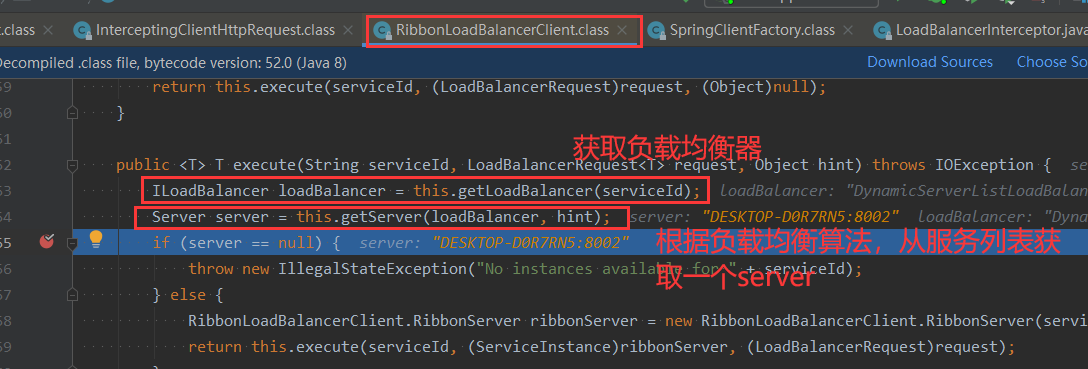 t.class InterceptingClientHttpRequest.class RibbonLoadBalancerClient.class SpringClientFactory.class LoadBalancerInterceptor.java
Decompiled .class file, bytecode version: 52.0 (Java 8) Download Sources Choose So
59 return this.execute(serviceId, (LoadBalancerRequest)request, (Object)null);
60 }
61
获取负载均衡器
62 public <T> T execute(String serviceId, LoadBalancerRequest<T> request, Object hint) throws IOException { se
63 ILoadBalancer loadBalancer = this.getLoadBalancer(serviceId); loadBalancer: "DynamicServerListLoadBalan
64 Server server = this.getServer(loadBalancer, hint); server: "DESKTOP-D0R7RN5:8002" loadBalancer: "Dyna
65 if (server == null) { server: "DESKTOP-D0R7RN5:8002"
根据负载均衡算法，从服务列表获
取一个server
66 throw new IllegalStateException("No instances available for " + serviceId);
67 } else {
68 RibbonLoadBalancerClient.RibbonServer ribbonServer = new RibbonLoadBalancerClient.RibbonServer(servi
69 return this.execute(serviceId, (ServiceInstance)ribbonServer, (LoadBalancerRequest)request);